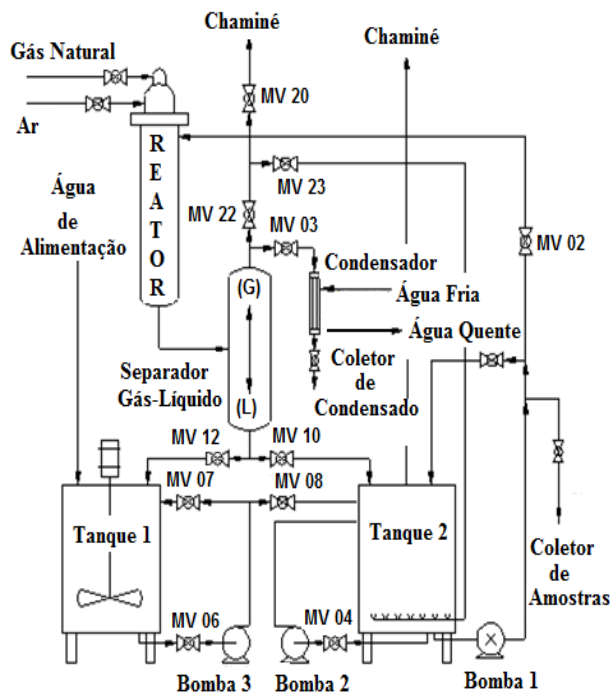 Chaminé
Chaminé
Gás Natural
MV 20
Ar
REATOR
MV 23
Água
de
Alimentação
MV 22
MV 03
MV 02
Condensador
(G)
Água Fria
Água Quente
Separador
Gás-Líquido
Coletor
de
Condensado
(L)
MV 12
MV 10
MV 07
MV 08
Tanque 1
Tanque 2
Coletor
de
Amostras
MV 06
MV 04
Bomba 3
Bomba 2
X
Bomba 1